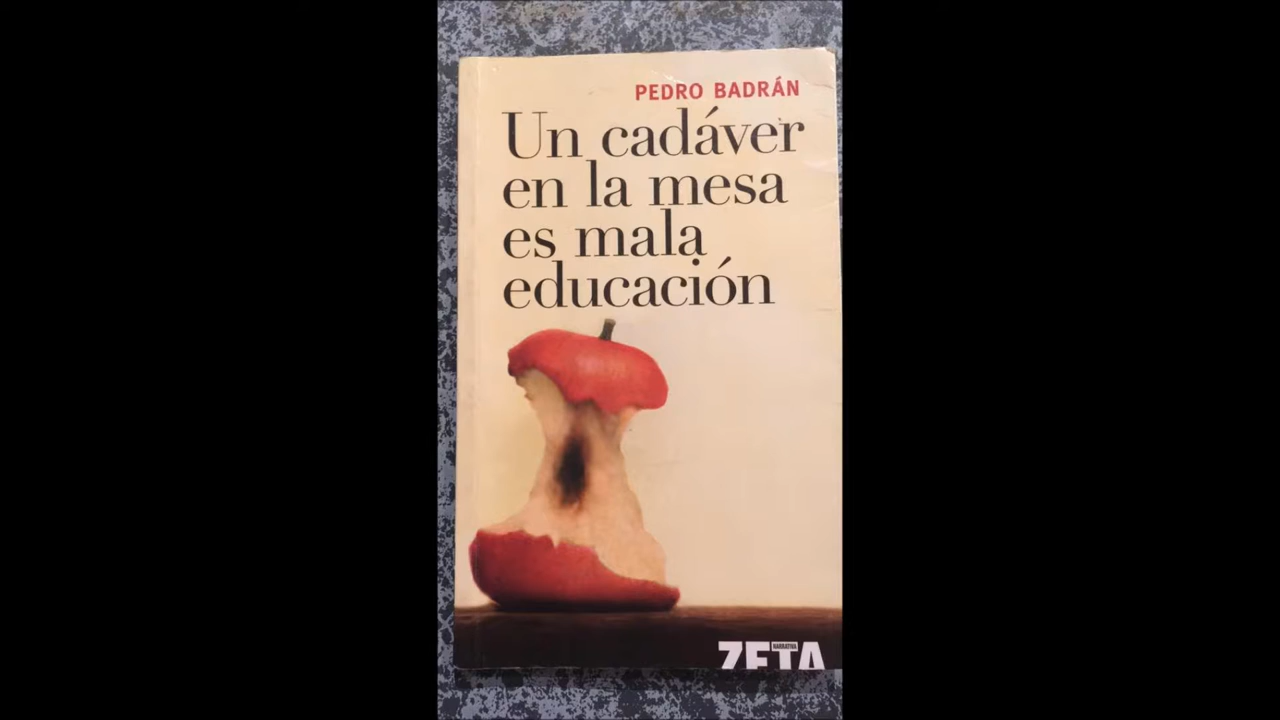 PEDRO BADRÁN
Un cadáver
en la mesa
es mala
educación
ZETA
NARRATIVA